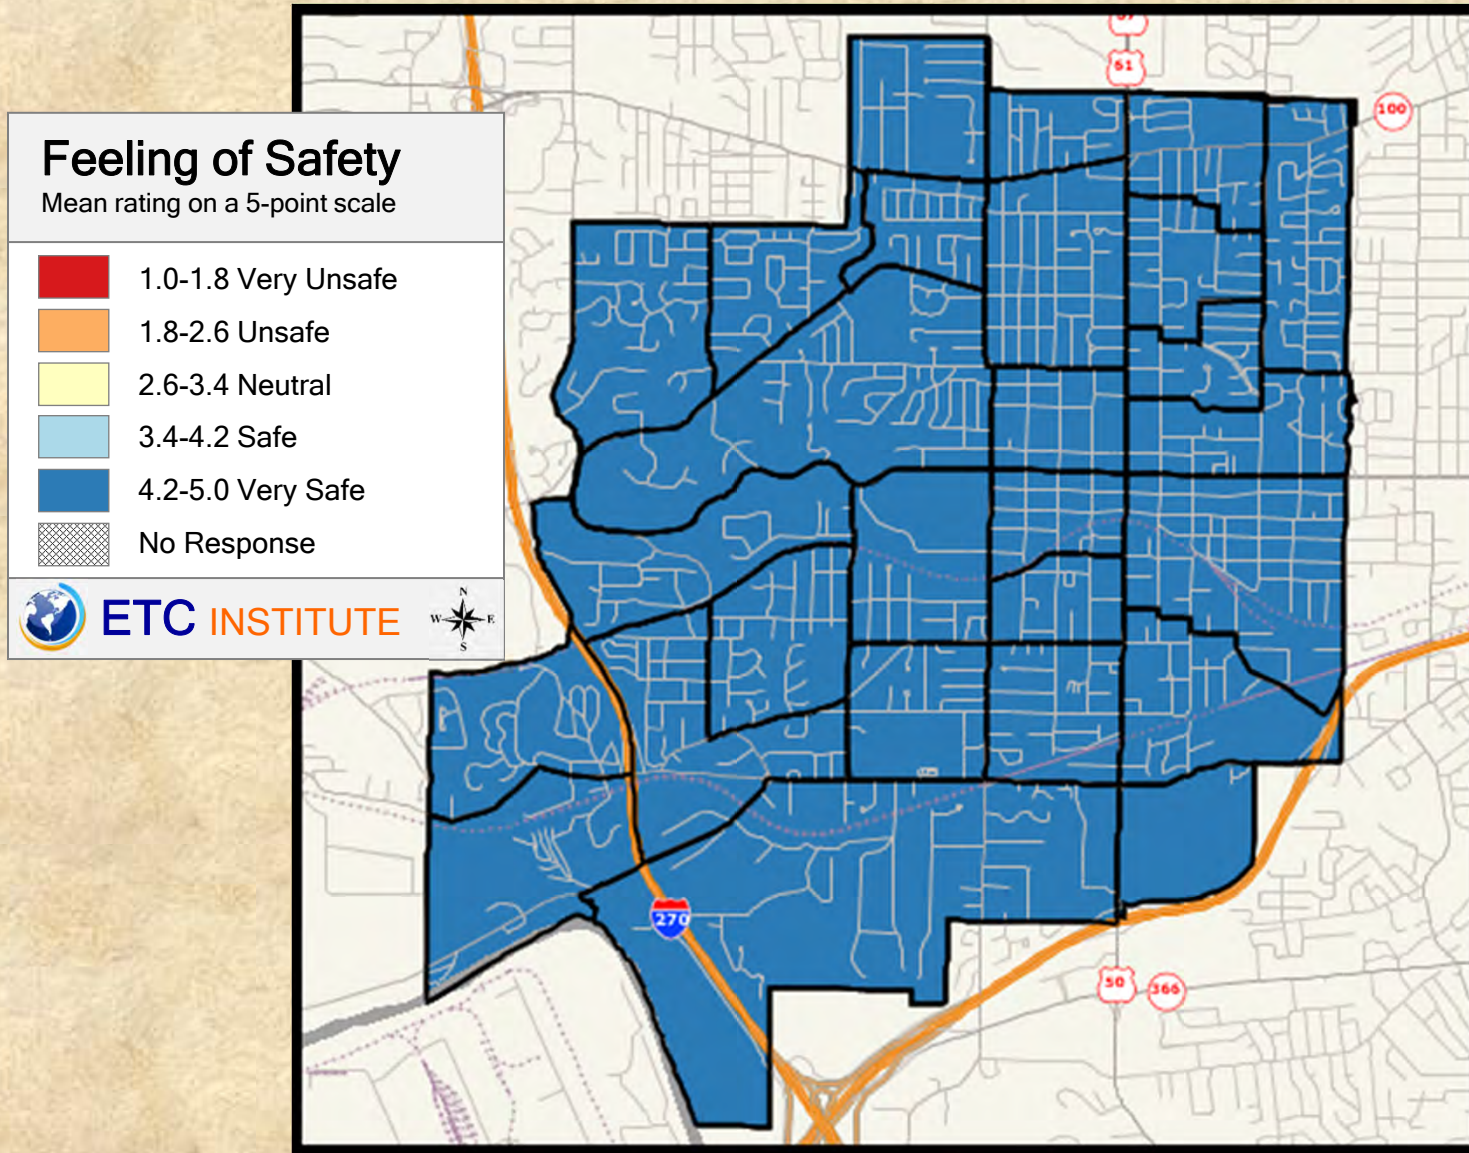 61
100
Feeling of Safety
Mean rating on a 5-point scale
1.0-1.8 Very Unsafe
1.8-2.6 Unsafe
2.6-3.4 Neutral
3.4-4.2 Safe
4.2-5.0 Very Safe
No Response
ETC INSTITUTE
N
W E
S
270
50
366